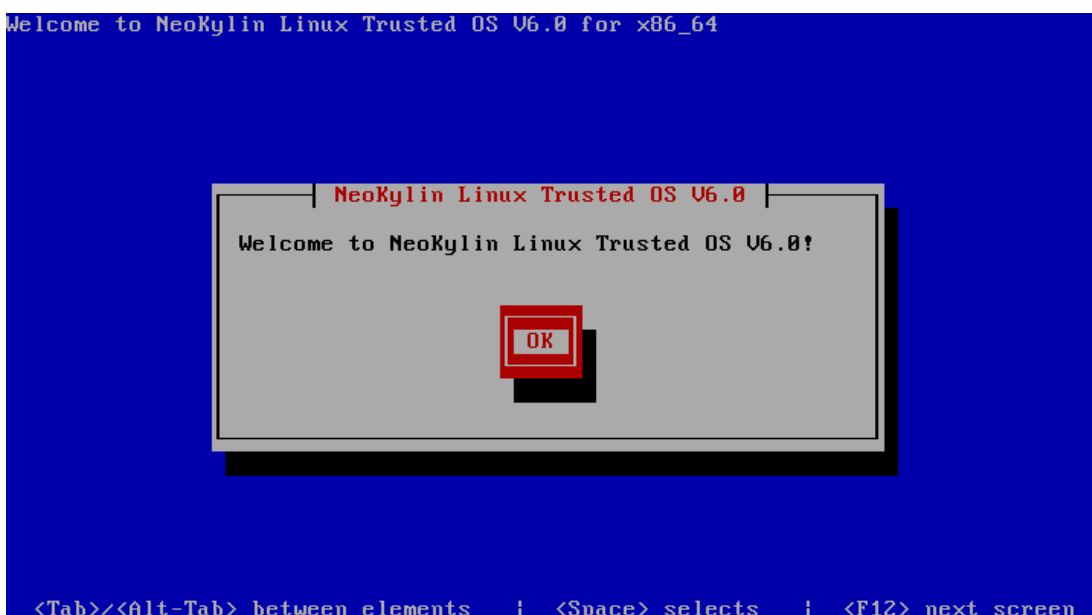 Welcome to NeoKylin Linux Trusted OS V6.0 for x86_64
NeoKylin Linux Trusted OS V6.0
Welcome to NeoKylin Linux Trusted OS V6.0!
OK
<Tab>/<Alt-Tab> between elements | <Space> selects | <F12> next screen